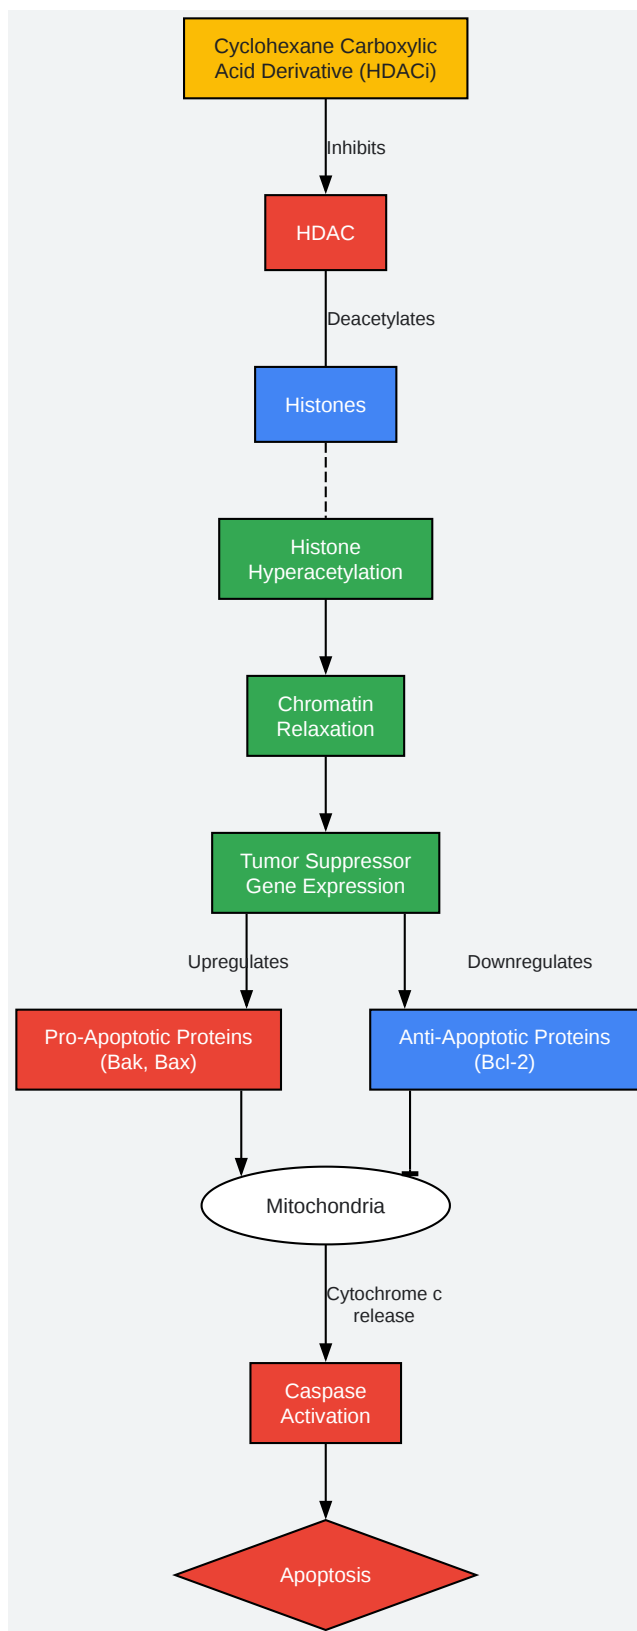 Cyclohexane Carboxylic
Acid Derivative (HDACi)
Inhibits
HDAC
Deacetylates
Histones
Histone
Hyperacetylation
Chromatin
Relaxation
Tumor Suppressor
Gene Expression
Upregulates
Downregulates
Pro-Apoptotic Proteins
(Bak, Bax)
Anti-Apoptotic Proteins
(Bcl-2)
Mitochondria
Cytochrome c
release
Caspase
Activation
Apoptosis